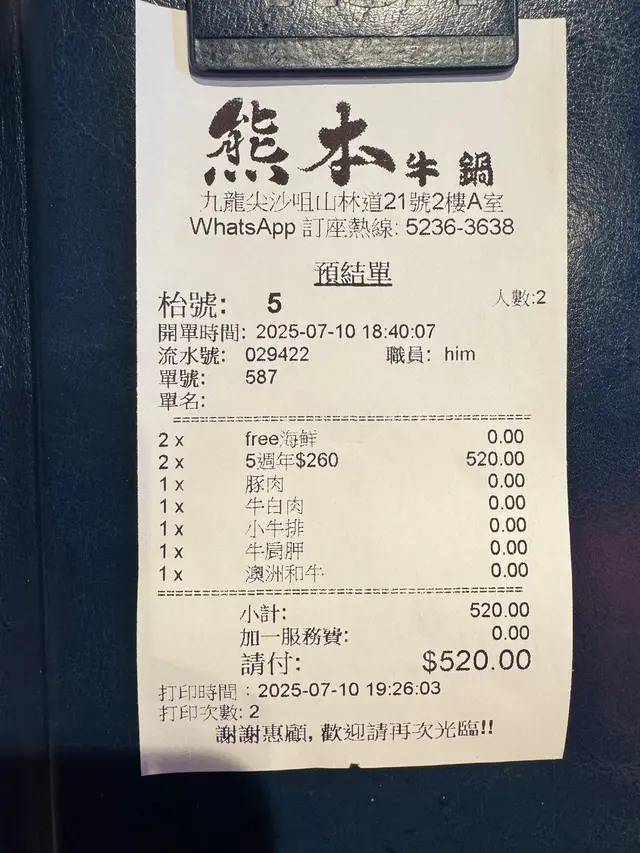 熊本牛鍋
九龍尖沙咀山林道21號2樓A室
WhatsApp 訂座熱線: 5236-3638
預結單
枱號: 5 人數:2
開單時間: 2025-07-10 18:40:07
流水號: 029422 職員: him
單號: 587
單名:
2 x free海鮮 0.00
2 x 5週年$260 520.00
1 x 豚肉 0.00
1 x 牛白肉 0.00
1 x 小牛排 0.00
1 x 牛肩胛 0.00
1 x 澳洲和牛 0.00
小計: 520.00
加一服務費: 0.00
請付: $520.00
打印時間：2025-07-10 19:26:03
打印次數: 2
謝謝惠顧, 歡迎請再次光臨!!